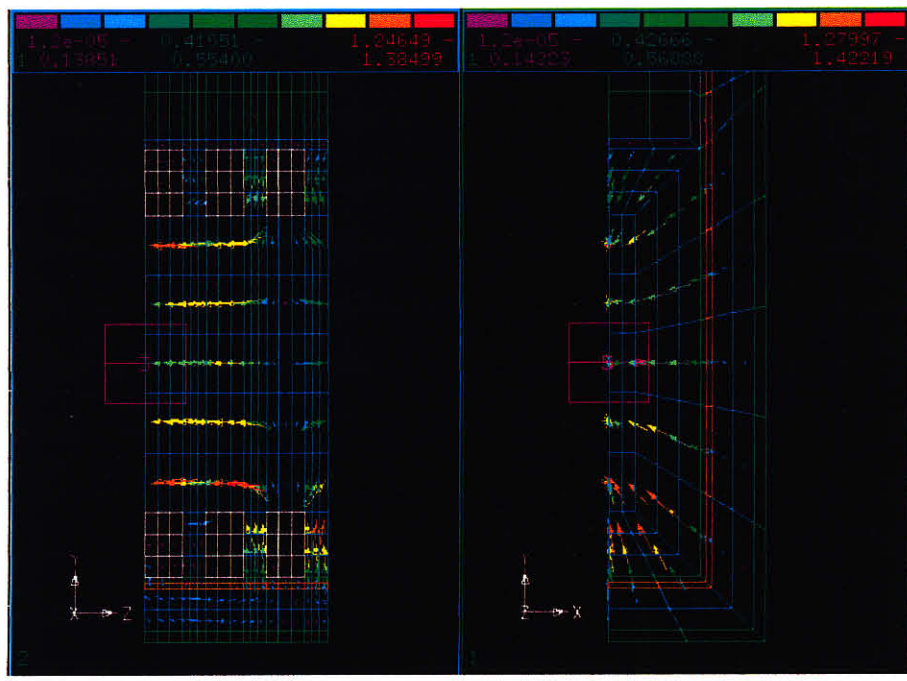 1.2e-05 - 0.41551 - 1.24649 -
1 0.13851 0.55400 1.38499
1.2e-05 - 0.42666 - 1.27997 -
1 0.14223 0.56888 1.42219
Y
X Z
2
Y
Z X
1